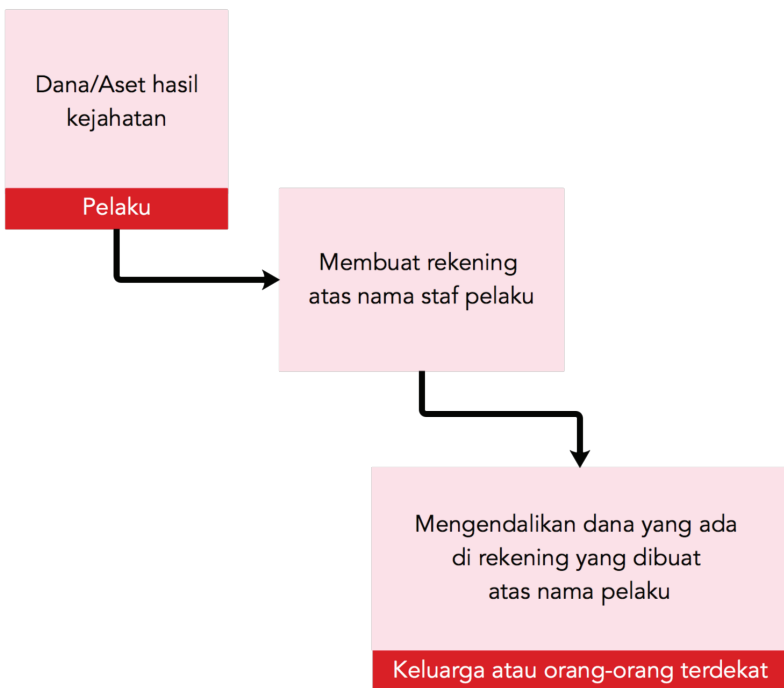 Dana/Aset hasil
kejahatan
Pelaku
Membuat rekening
atas nama staf pelaku
Mengendalikan dana yang ada
di rekening yang dibuat
atas nama pelaku
Keluarga atau orang-orang terdekat